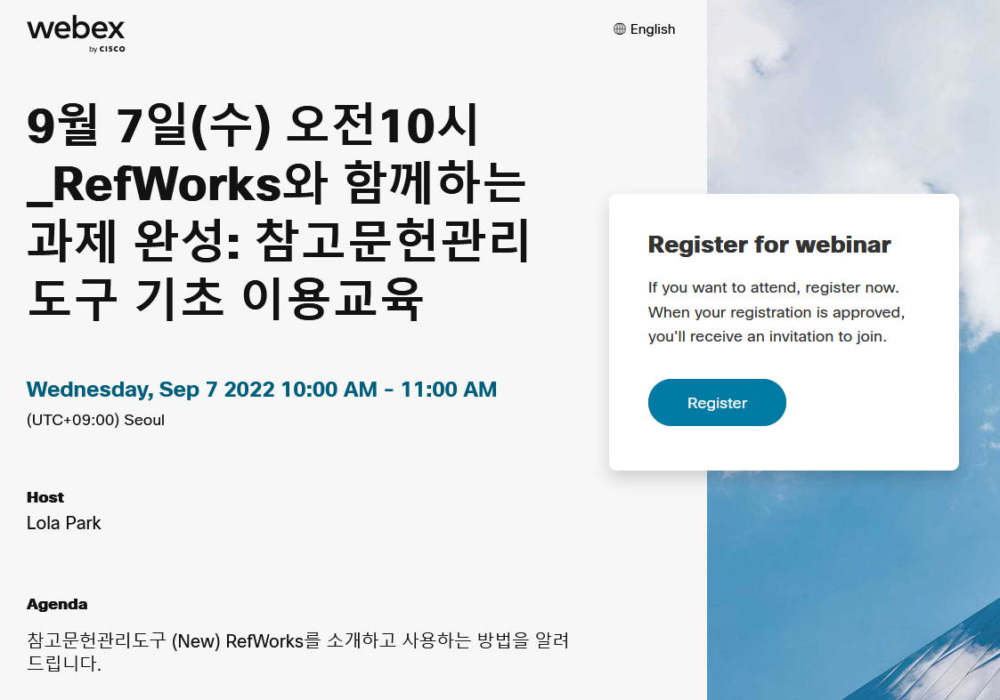 webex
by CISCO
English
9월 7일(수) 오전10시
_RefWorks와 함께하는
과제 완성: 참고문헌관리
도구 기초 이용교육
Wednesday, Sep 7 2022 10:00 AM - 11:00 AM
(UTC+09:00) Seoul
Host
Lola Park
Agenda
참고문헌관리도구 (New) RefWorks를 소개하고 사용하는 방법을 알려
드립니다.
Register for webinar
If you want to attend, register now.
When your registration is approved,
you'll receive an invitation to join.
Register